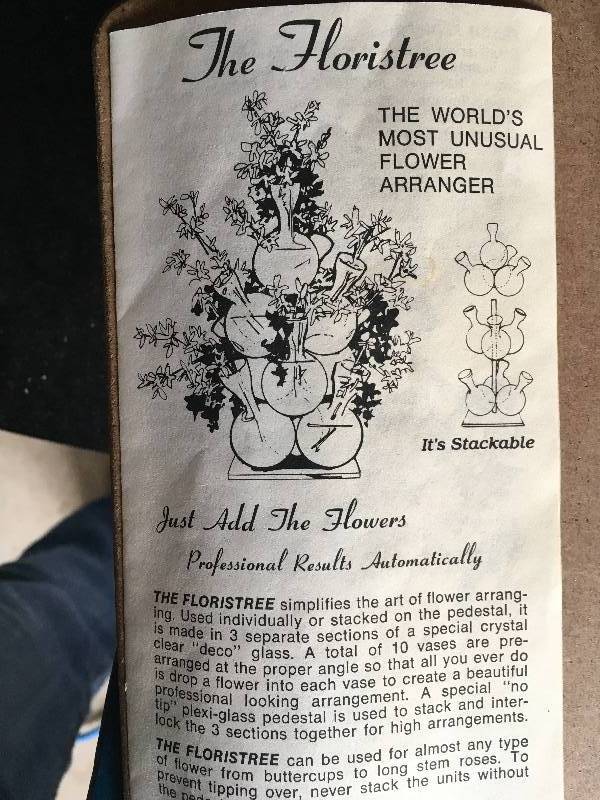 The Floristree
THE WORLD'S
MOST UNUSUAL
FLOWER
ARRANGER
It's Stackable
Just Add The Flowers
Professional Results Automatically
THE FLORISTREE simplifies the art of flower arrang-
ing. Used individually or stacked on the pedestal, it
is made in 3 separate sections of a special crystal
clear "deco" glass. A total of 10 vases are pre-
arranged at the proper angle so that all you ever do
is drop a flower into each vase to create a beautiful
professional looking arrangement. A special "no
tip" plexi-glass pedestal is used to stack and inter-
lock the 3 sections together for high arrangements.
THE FLORISTREE can be used for almost any type
of flower from buttercups to long stem roses. To
prevent tipping over, never stack the units without
the